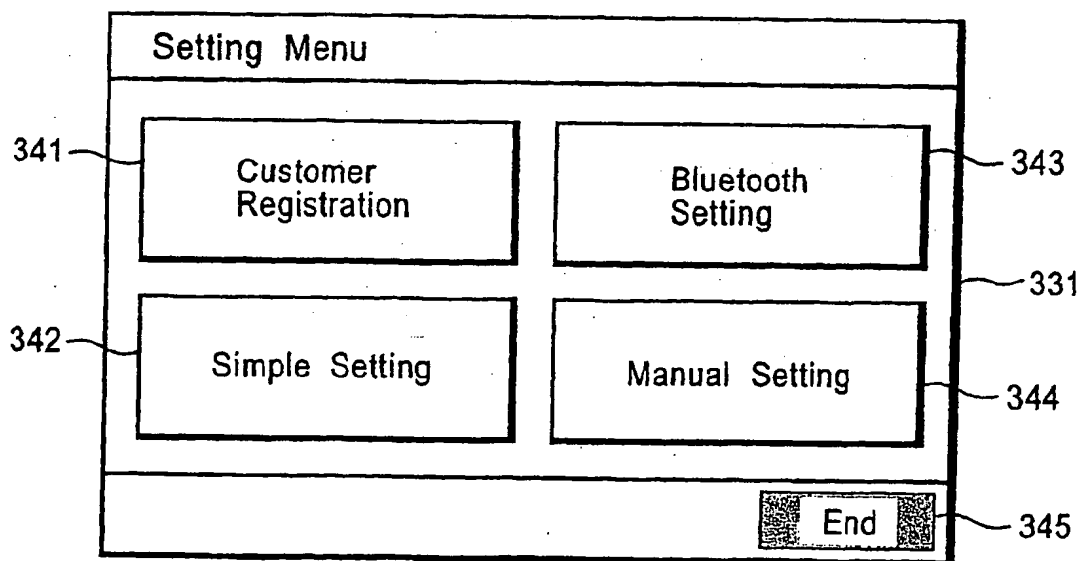 Setting Menu
341
Customer
Registration
Bluetooth
Setting
343
331
342
Simple Setting
Manual Setting
344
End
345